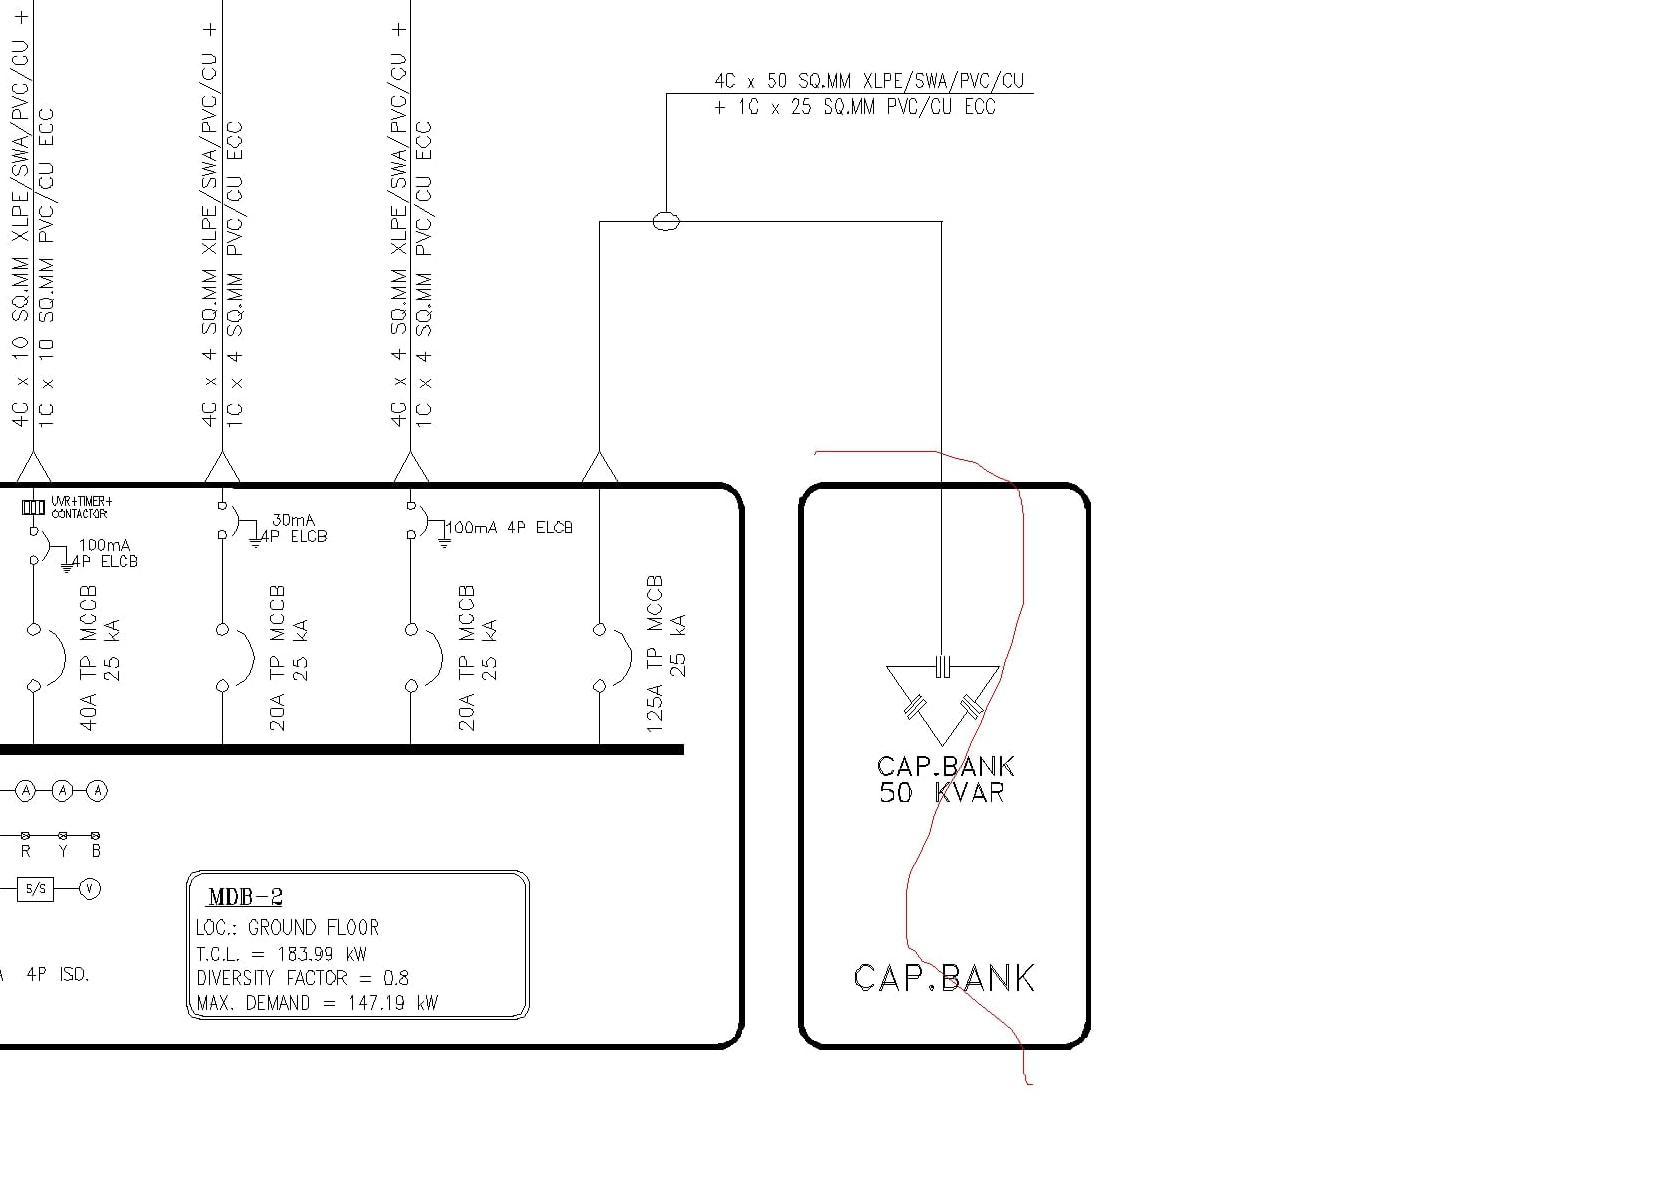 4C x 10 SQ.MM XLPE/SWA/PVC/CU +
1C x 10 SQ.MM PVC/CU ECC
4C x 4 SQ.MM XLPE/SWA/PVC/CU +
1C x 4 SQ.MM PVC/CU ECC
4C x 4 SQ.MM XLPE/SWA/PVC/CU +
1C x 4 SQ.MM PVC/CU ECC
4C x 50 SQ.MM XLPE/SWA/PVC/CU
+ 1C x 25 SQ.MM PVC/CU ECC
UVR+TIMER+
CONTACTOR
100mA
4P ELCB
30mA
4P ELCB
100mA 4P ELCB
40A TP MCCB
25 kA
20A TP MCCB
25 kA
20A TP MCCB
25 kA
125A TP MCCB
25 kA
CAP.BANK
50 KVAR
A A A
R Y B
S/S V
MDB-2
LOC.: GROUND FLOOR
T.C.L. = 183.99 kW
DIVERSITY FACTOR = 0.8
MAX. DEMAND = 147.19 kW
A 4P ISO.
CAP.BANK